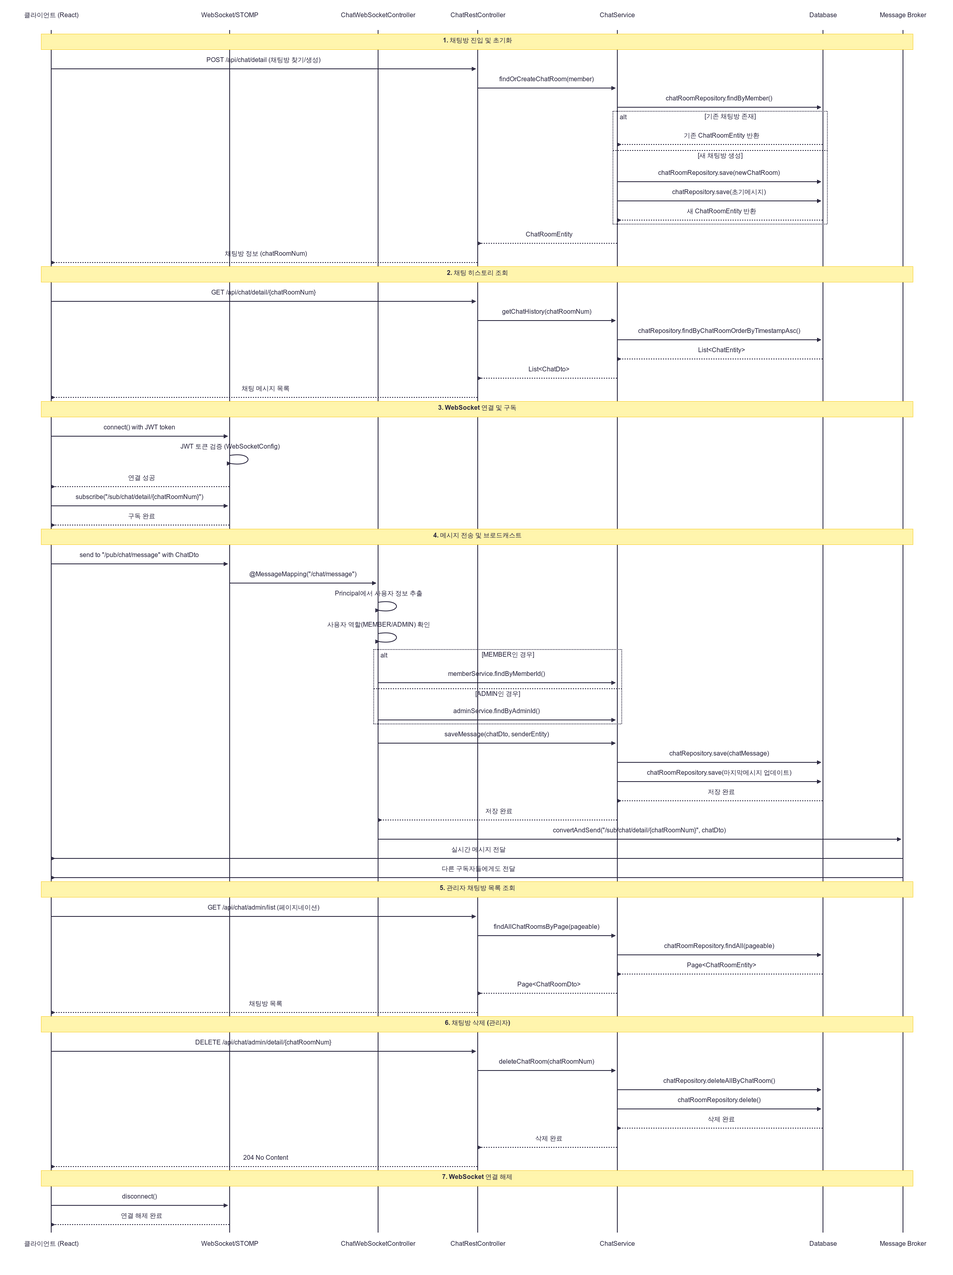 클라이언트 (React) WebSocket/STOMP ChatWebSocketController ChatRestController ChatService Database Message Broker
1. 채팅방 진입 및 초기화
POST /api/chat/detail (채팅방 찾기/생성)
findOrCreateChatRoom(member)
chatRoomRepository.findByMember()
alt [기존 채팅방 존재]
기존 ChatRoomEntity 반환
[새 채팅방 생성]
chatRoomRepository.save(newChatRoom)
chatRepository.save(초기메시지)
새 ChatRoomEntity 반환
ChatRoomEntity
채팅방 정보 (chatRoomNum)
2. 채팅 히스토리 조회
GET /api/chat/detail/{chatRoomNum}
getChatHistory(chatRoomNum)
chatRepository.findByChatRoomOrderByTimestampAsc()
List<ChatEntity>
List<ChatDto>
채팅 메시지 목록
3. WebSocket 연결 및 구독
connect() with JWT token
JWT 토큰 검증 (WebSocketConfig)
연결 성공
subscribe("/sub/chat/detail/{chatRoomNum}")
구독 완료
4. 메시지 전송 및 브로드캐스트
send to "/pub/chat/message" with ChatDto
@MessageMapping("/chat/message")
Principal에서 사용자 정보 추출
사용자 역할(MEMBER/ADMIN) 확인
alt [MEMBER인 경우]
memberService.findByMemberId()
[ADMIN인 경우]
adminService.findByAdminId()
saveMessage(chatDto, senderEntity)
chatRepository.save(chatMessage)
chatRoomRepository.save(마지막메시지 업데이트)
저장 완료
저장 완료
convertAndSend("/sub/chat/detail/{chatRoomNum}", chatDto)
실시간 메시지 전달
다른 구독자들에게도 전달
5. 관리자 채팅방 목록 조회
GET /api/chat/admin/list (페이지네이션)
findAllChatRoomsByPage(pageable)
chatRoomRepository.findAll(pageable)
Page<ChatRoomEntity>
Page<ChatRoomDto>
채팅방 목록
6. 채팅방 삭제 (관리자)
DELETE /api/chat/admin/detail/{chatRoomNum}
deleteChatRoom(chatRoomNum)
chatRepository.deleteAllByChatRoom()
chatRoomRepository.delete()
삭제 완료
삭제 완료
204 No Content
7. WebSocket 연결 해제
disconnect()
연결 해제 완료
클라이언트 (React) WebSocket/STOMP ChatWebSocketController ChatRestController ChatService Database Message Broker